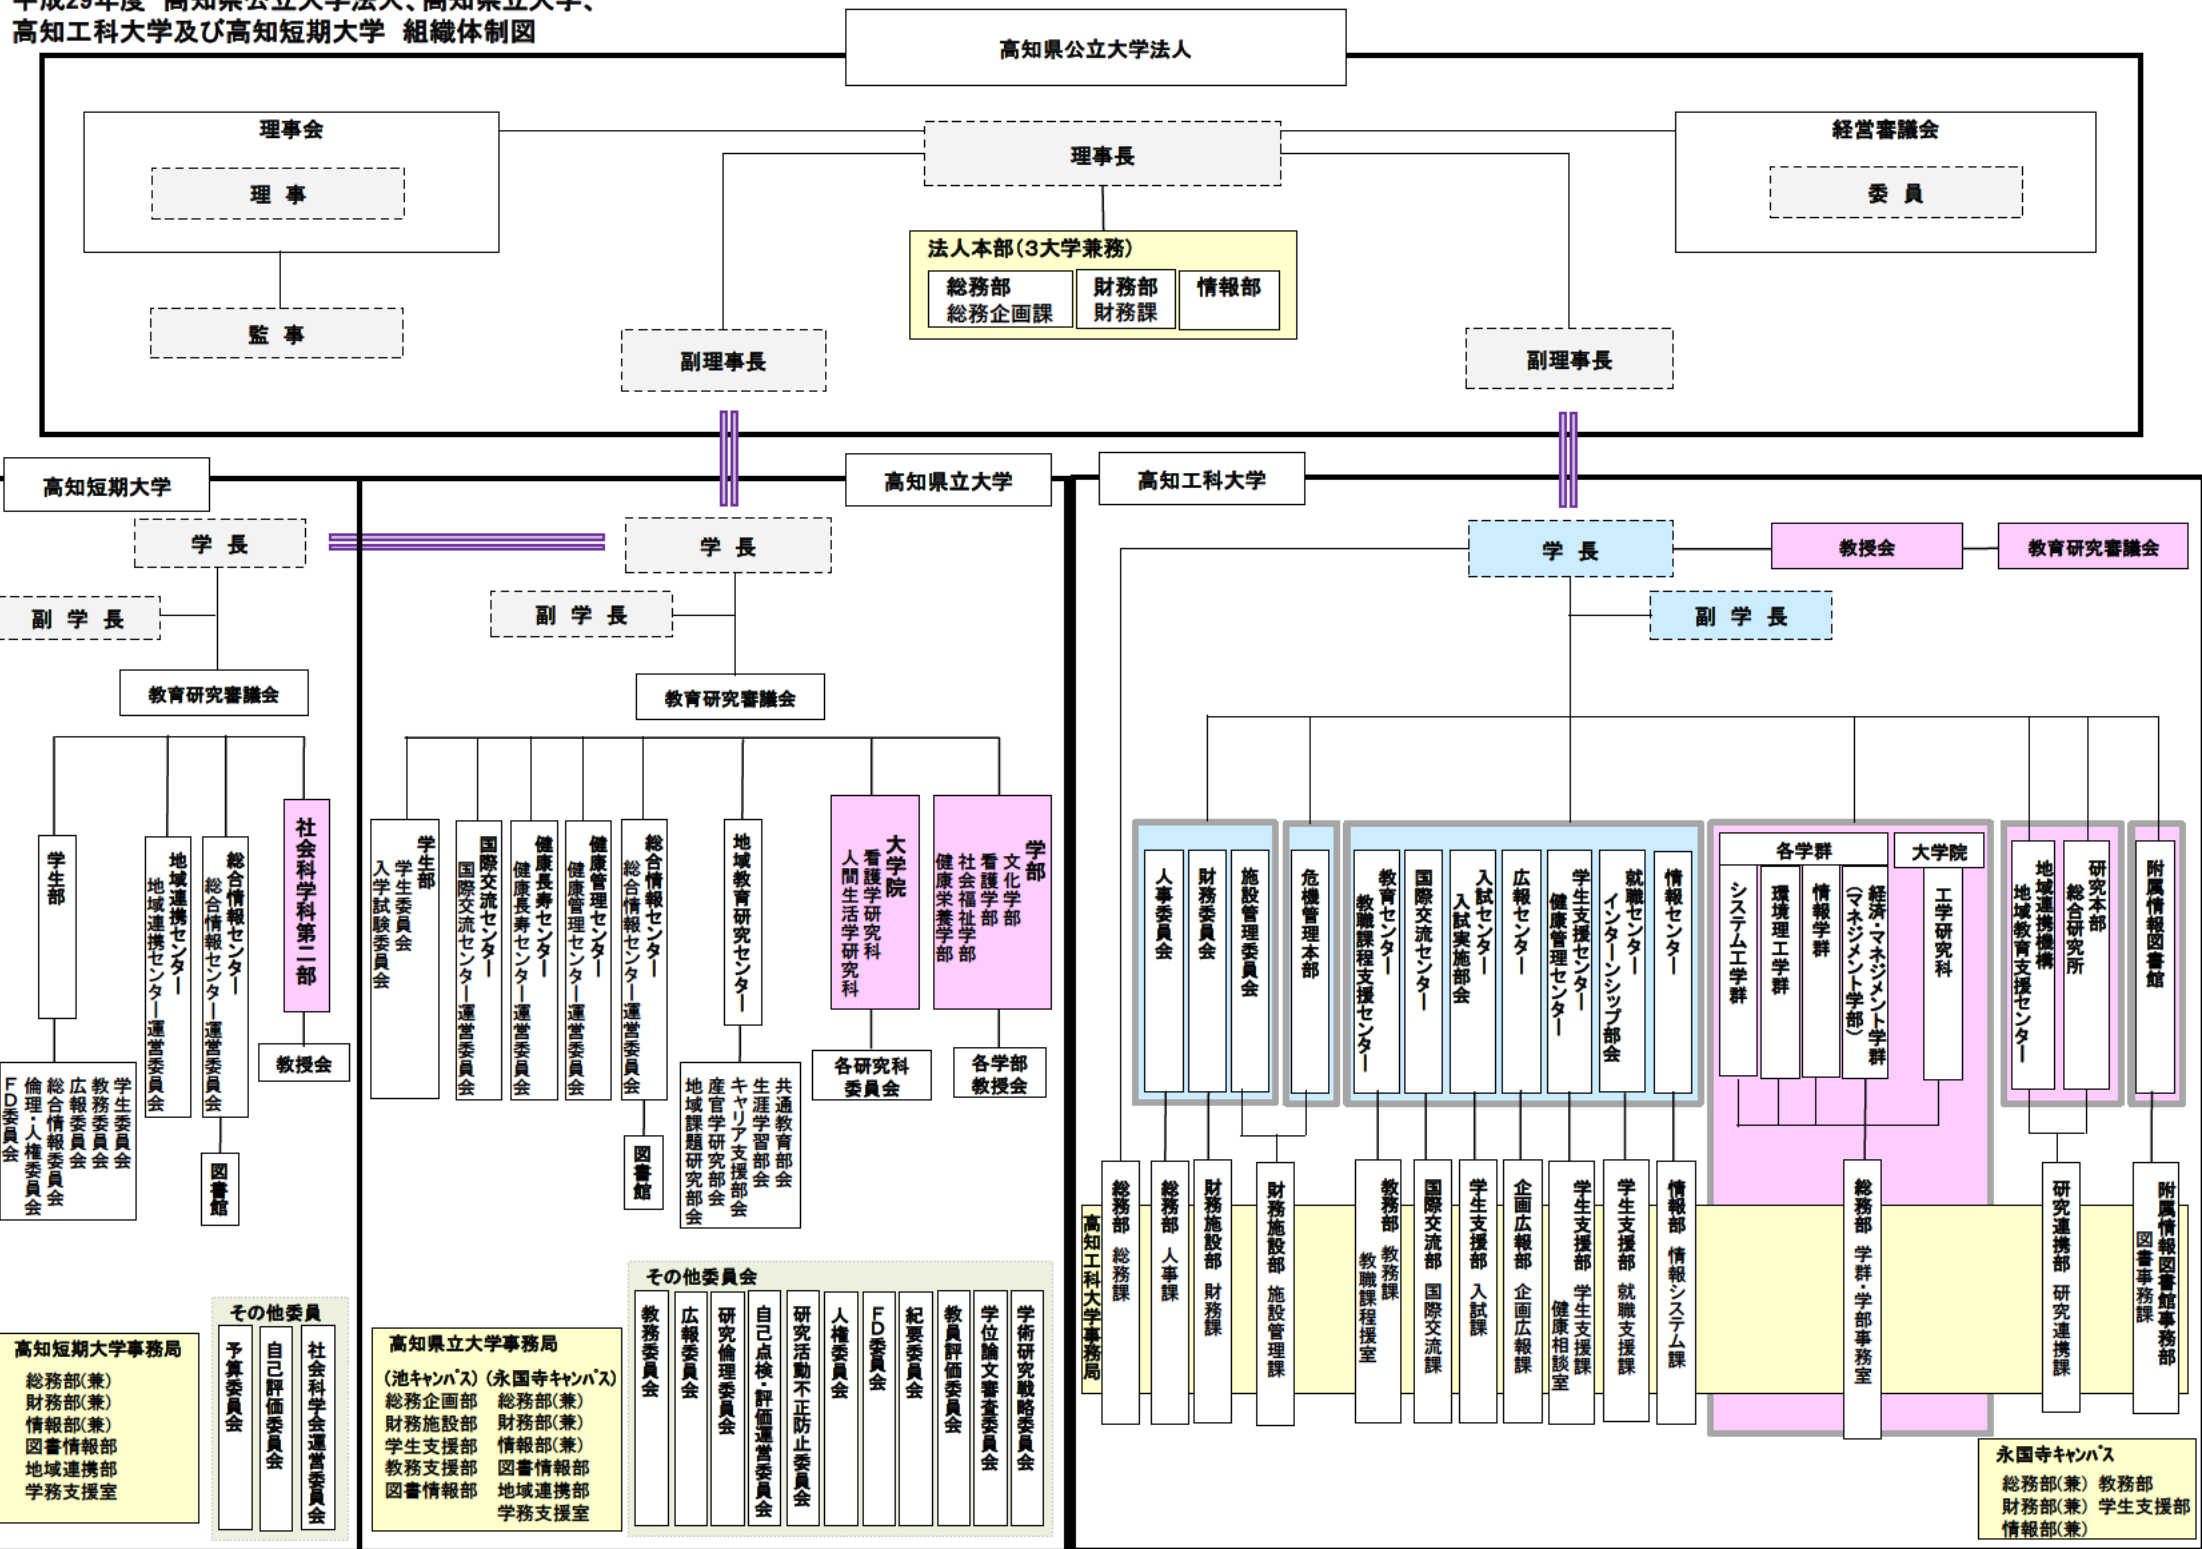 平成29年度 高知県公立大学法人、高知県立大学、
高知工科大学及び高知短期大学 組織体制図
高知県公立大学法人
理事会
理 事
監 事
理事長
経営審議会
委 員
法人本部(3大学兼務)
総務部
総務企画課
財務部
財務課
情報部
副理事長
副理事長
高知短期大学
学 長
副 学 長
教育研究審議会
学生部
学生委員会
教務委員会
広報委員会
総合情報委員会
倫理・人権委員会
FD委員会
地域連携センター
地域連携センター運営委員会
総合情報センター
総合情報センター運営委員会
図書館
社会科学科第二部
教授会
その他委員
予算委員会
自己評価委員会
社会科学会運営委員会
高知短期大学事務局
総務部(兼)
財務部(兼)
情報部(兼)
図書情報部
地域連携部
学務支援室
高知県立大学
学 長
副 学 長
教育研究審議会
学生部
学生委員会
入学試験委員会
国際交流センター
国際交流センター運営委員会
健康長寿センター
健康長寿センター運営委員会
健康管理センター
健康管理センター運営委員会
総合情報センター
総合情報センター運営委員会
図書館
地域教育研究センター
共通教育部会
生涯学習部会
キャリア支援部会
産官学研究部会
地域課題研究部会
大学院
看護学研究科
人間生活学研究科
各研究科
委員会
学部
文化学部
看護学部
社会福祉学部
健康栄養学部
各学部
教授会
その他委員会
教務委員会
広報委員会
研究倫理委員会
自己点検・評価運営委員会
研究活動不正防止委員会
人権委員会
FD委員会
紀要委員会
教員評価委員会
学位論文審査委員会
学術研究戦略委員会
高知県立大学事務局
(池キャンパス) (永国寺キャンパス)
総務企画部 総務部(兼)
財務施設部 財務部(兼)
学生支援部 情報部(兼)
教務支援部 図書情報部
図書情報部 地域連携部
学務支援室
高知工科大学
学 長
教授会
教育研究審議会
副 学 長
人事委員会
財務委員会
施設管理委員会
危機管理本部
教育センター
教職課程支援センター
国際交流センター
入試センター
入試実施部会
広報センター
学生支援センター
健康管理センター
就職センター
インターンシップ部会
情報センター
各学群
システム工学群
環境理工学群
情報学群
経済・マネジメント学群
(マネジメント学部)
大学院
工学研究科
地域連携機構
地域教育支援センター
研究本部
総合研究所
附属情報図書館
高知工科大学事務局
総務部 総務課
総務部 人事課
財務施設部 財務課
財務施設部 施設管理課
教務部 教務課
教職課程援室
国際交流部 国際交流課
学生支援部 入試課
企画広報部 企画広報課
学生支援部 学生支援課
健康相談室
学生支援部 就職支援課
情報部 情報システム課
総務部 学群・学部事務室
研究連携部 研究連携課
附属情報図書館事務部
図書事務課
永国寺キャンパス
総務部(兼) 教務部
財務部(兼) 学生支援部
情報部(兼)